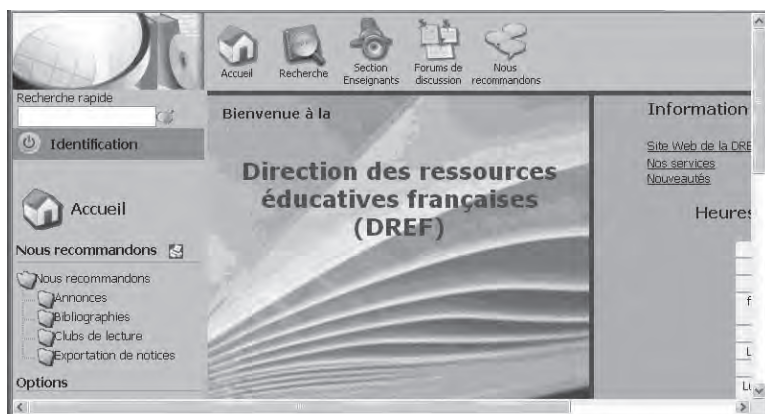 Accueil
Recherche
Section
Enseignants
Forums de
discussion
Nous
recommandons
Recherche rapide
Identification
Accueil
Nous recommandons
Nous recommandons
Annonces
Bibliographies
Clubs de lecture
Exportation de notices
Options
Bienvenue à la
Direction des ressources
éducatives françaises
(DREF)
Information
Site Web de la DRE
Nos services
Nouveautés
Heures
f
L